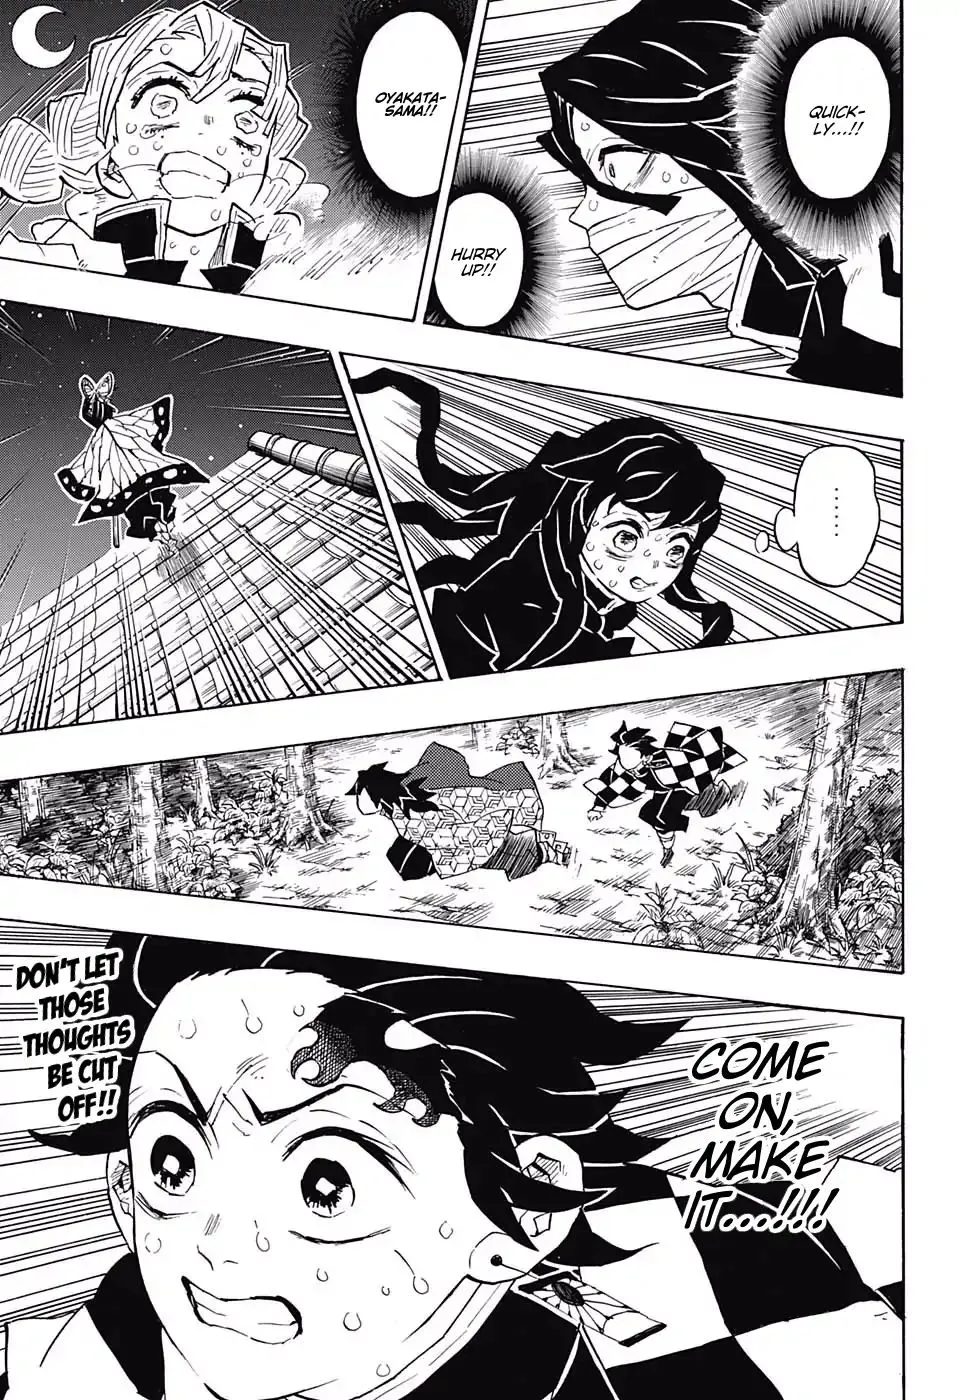 QUICK-
LY...!!
HURRY
UP!!
OYAKATA-
SAMA!!
........
COME
ON,
MAKE
IT....!!!
DON'T LET
THOSE
THOUGHTS
BE CUT
OFF!!